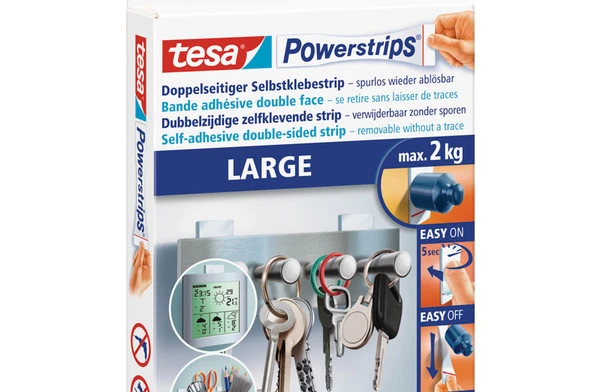 tesa Powerstrips®
Doppelseitiger Selbstklebestrip – spurlos wieder ablösbar
Bande adhésive double face – se retire sans laisser de traces
Dubbelzijdige zelfklevende strip – verwijderbaar zonder sporen
Self-adhesive double-sided strip – removable without a trace
LARGE
max. 2 kg
EASY ON
5 sec
EASY OFF
tesa Powerstrips®
23:15